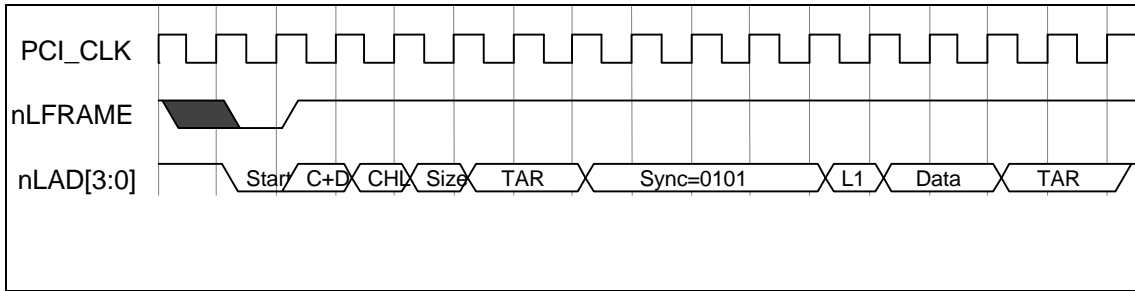 PCI_CLK
nLFRAME
nLAD[3:0] Start C+D CHL Size TAR Sync=0101 L1 Data TAR